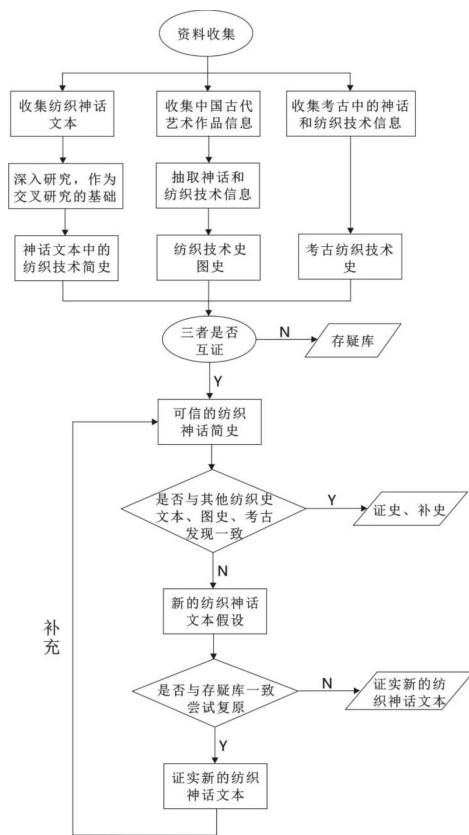 资料收集
收集纺织神话
文本
收集中国古代
艺术作品信息
收集考古中的神话
和纺织技术信息
深入研究，作为
交叉研究的基础
抽取神话和
纺织技术信息
神话文本中的
纺织技术简史
纺织技术史
图史
考古纺织技术
史
三者是否
互证
N
存疑库
Y
可信的纺织
神话简史
是否与其他纺织史
文本、图史、考古
发现一致
Y
证史、补史
N
新的纺织神话
文本假设
补充
是否与存疑库一致
尝试复原
N
证实新的纺
织神话文本
Y
证实新的纺织
神话文本